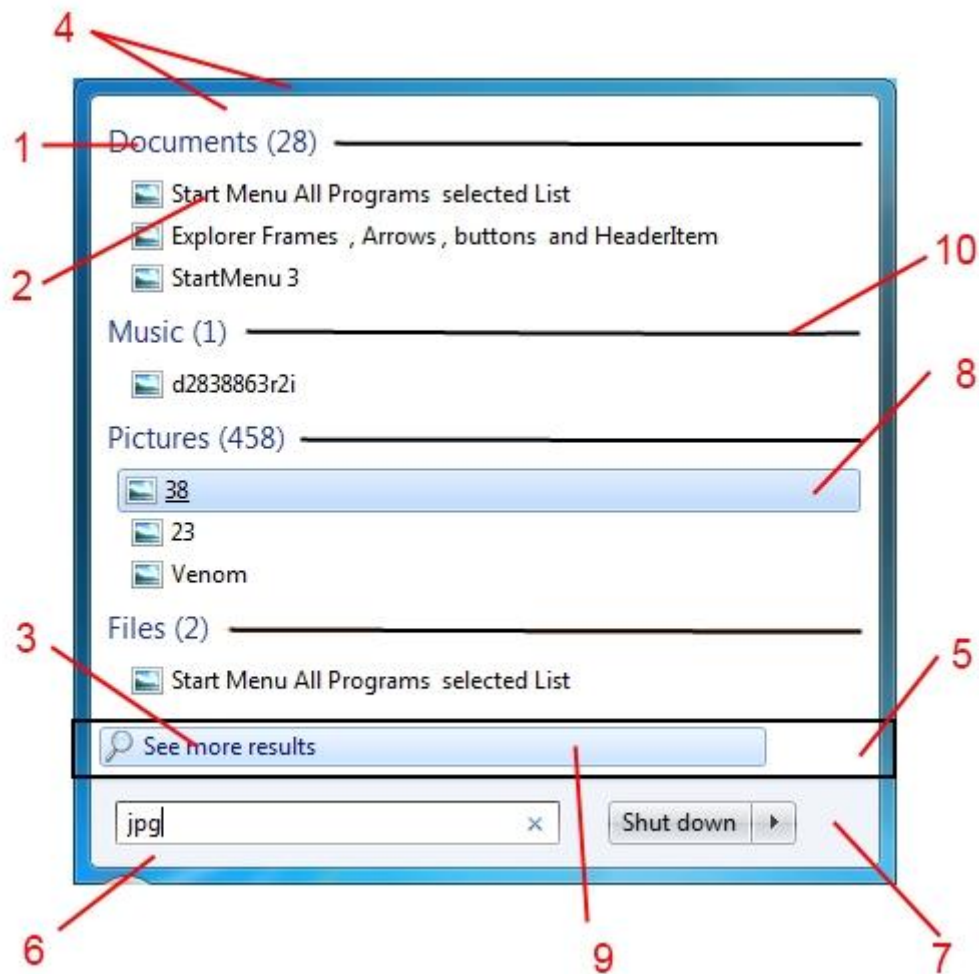 4
1
Documents (28)
Start Menu All Programs selected List
2
Explorer Frames , Arrows , buttons and HeaderItem
10
StartMenu 3
Music (1)
8
d2838863r2i
Pictures (458)
38
23
Venom
3
Files (2)
5
Start Menu All Programs selected List
See more results
jpg
Shut down
6
9
7